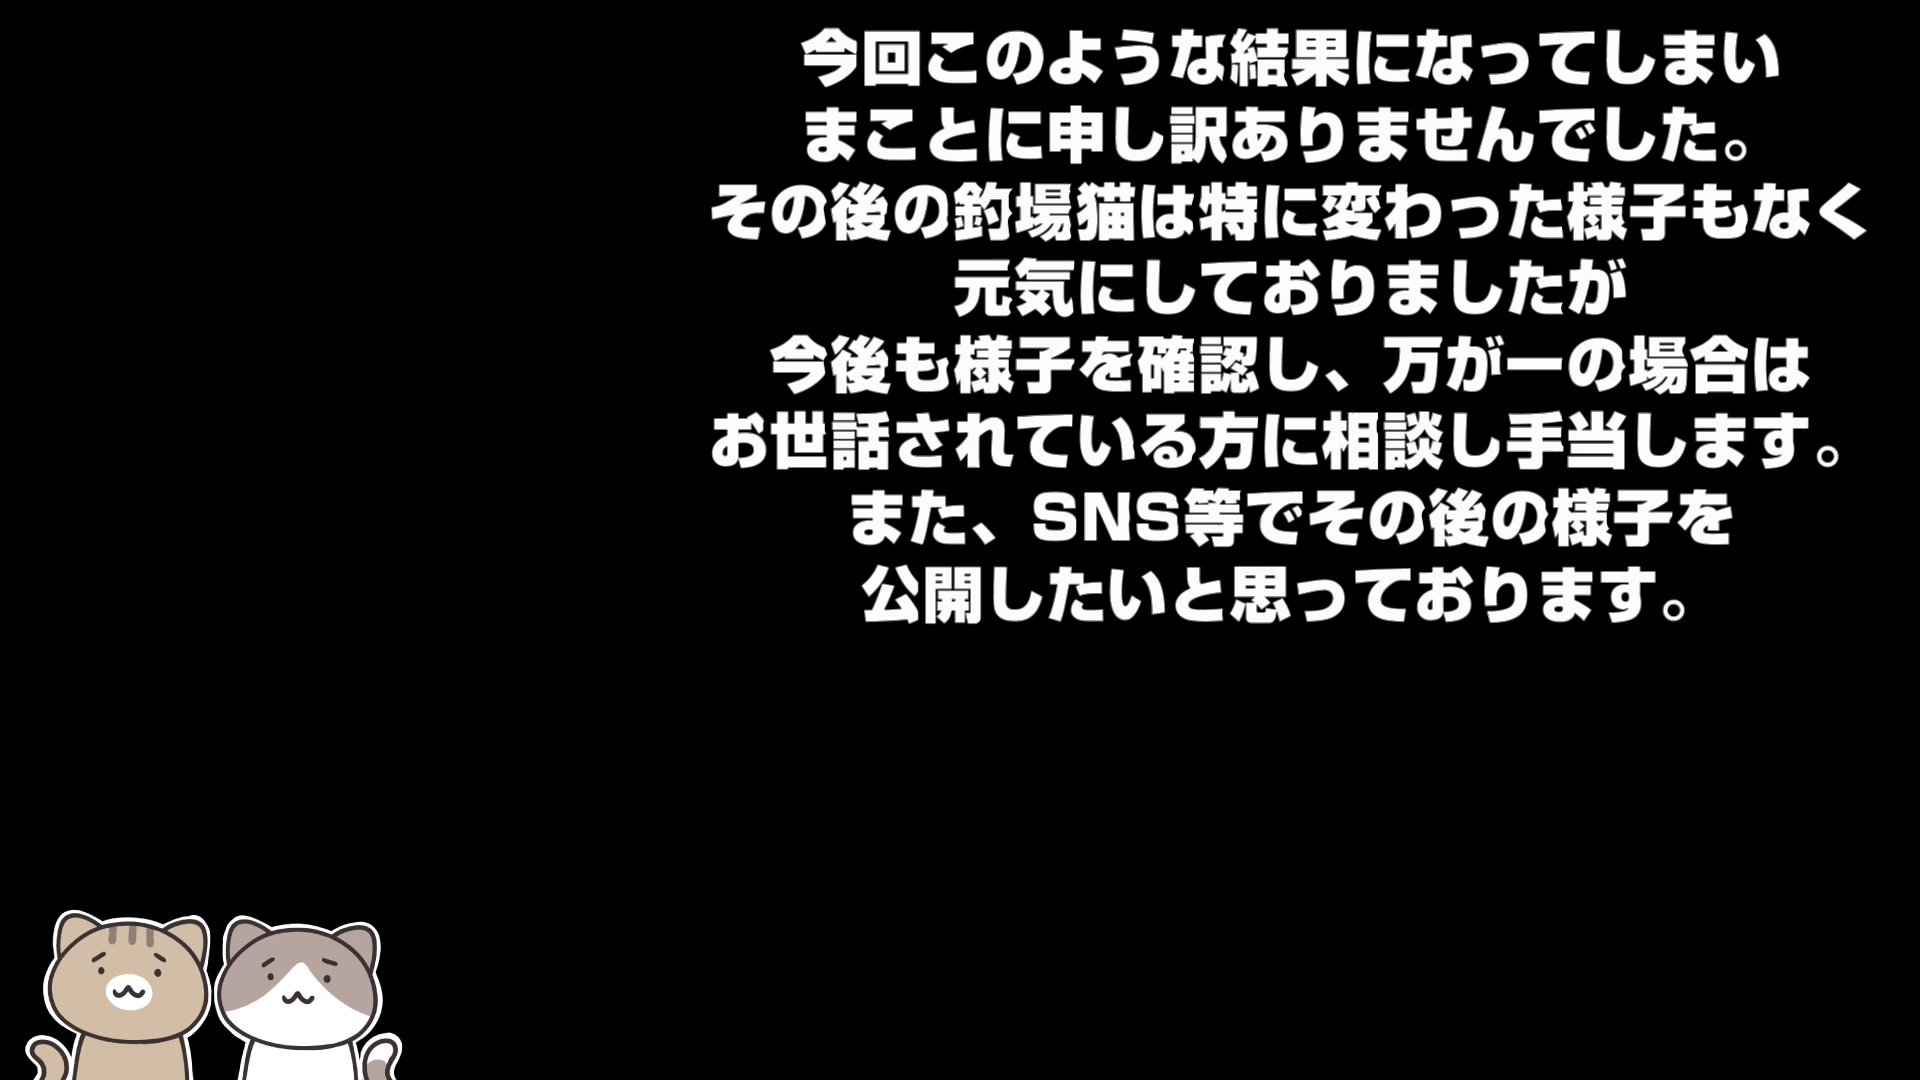 今回このような結果になってしまい
まことに申し訳ありませんでした。
その後の釣場猫は特に変わった様子もなく
元気にしておりましたが
今後も様子を確認し、万が一の場合は
お世話されている方に相談し手当します。
また、SNS等でその後の様子を
公開したいと思っております。